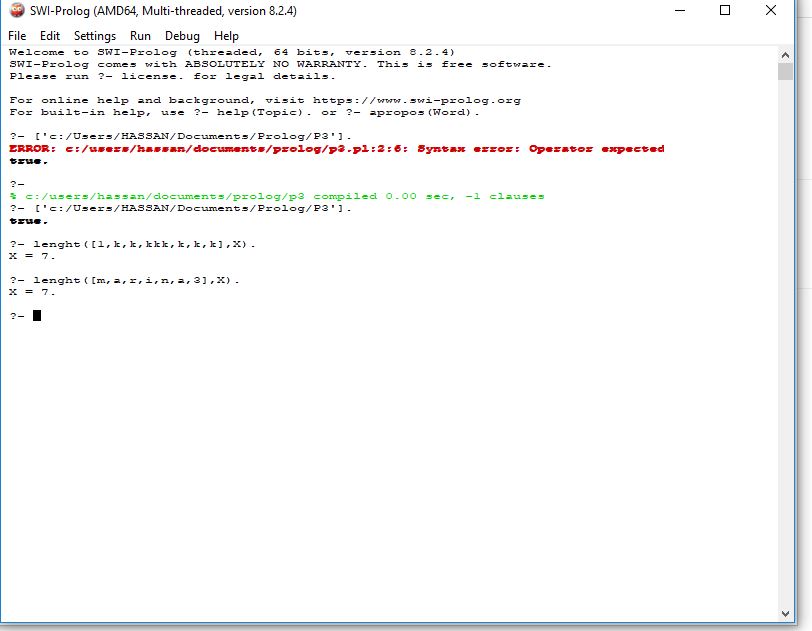 SWI-Prolog (AMD64, Multi-threaded, version 8.2.4)
File Edit Settings Run Debug Help
Welcome to SWI-Prolog (threaded, 64 bits, version 8.2.4)
SWI-Prolog comes with ABSOLUTELY NO WARRANTY. This is free software.
Please run ?- license. for legal details.
For online help and background, visit https://www.swi-prolog.org
For built-in help, use ?- help(Topic). or ?- apropos(Word).
?- ['c:/Users/HASSAN/Documents/Prolog/P3'].
ERROR: c:/users/hassan/documents/prolog/p3.pl:2:6: Syntax error: Operator expected
true.
?-
% c:/users/hassan/documents/prolog/p3 compiled 0.00 sec, -1 clauses
?- ['c:/Users/HASSAN/Documents/Prolog/P3'].
true.
?- lenght([l,k,k,kkk,k,k,k],X).
X = 7.
?- lenght([m,a,r,i,n,a,3],X).
X = 7.
?-